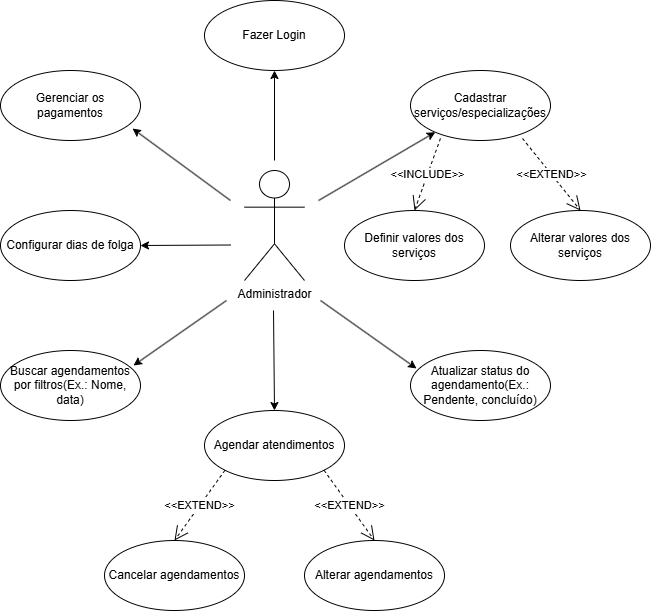 Fazer Login
Gerenciar os
pagamentos
Cadastrar
serviços/especializações
<<INCLUDE>>
<<EXTEND>>
Configurar dias de folga
Definir valores dos
serviços
Alterar valores dos
serviços
Administrador
Buscar agendamentos
por filtros(Ex.: Nome,
data)
Atualizar status do
agendamento(Ex.:
Pendente, concluído)
Agendar atendimentos
<<EXTEND>>
<<EXTEND>>
Cancelar agendamentos
Alterar agendamentos